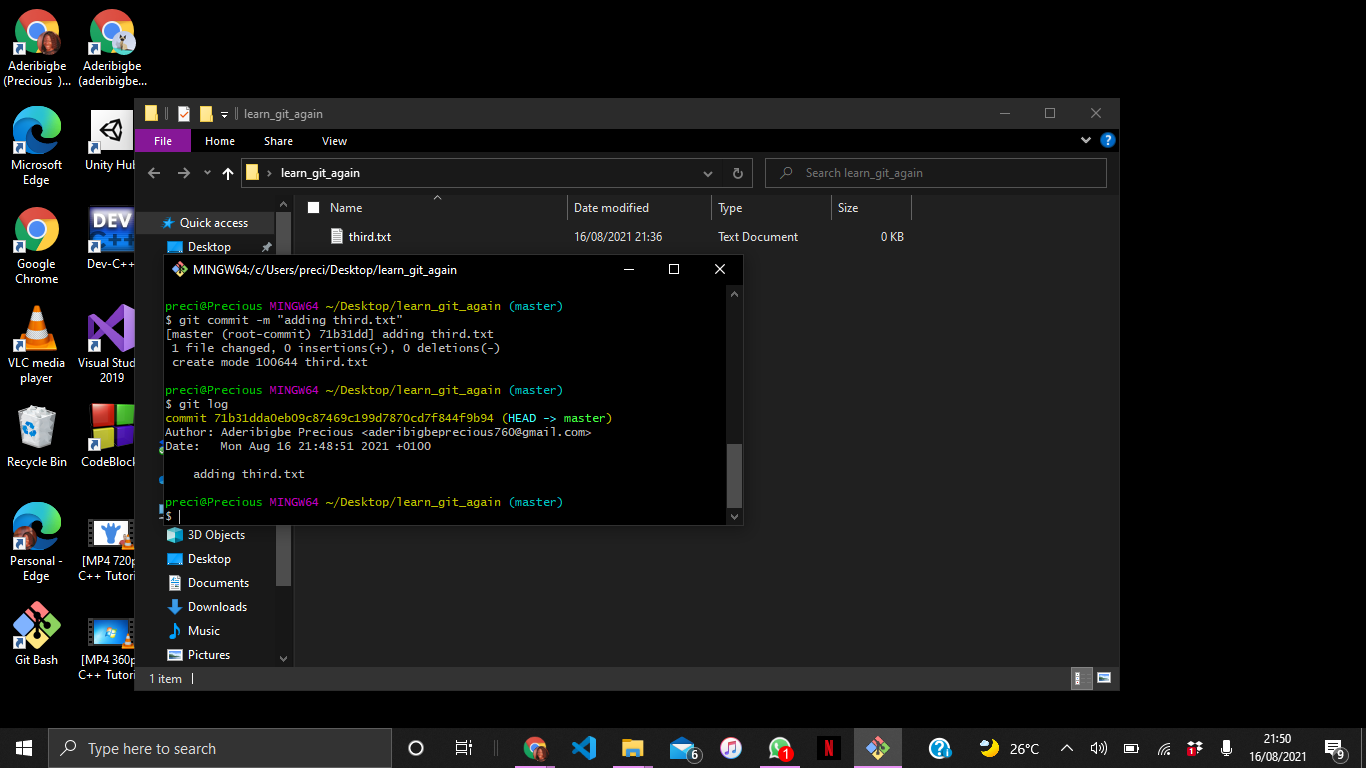 Aderibigbe
(Precious )...
Aderibigbe
(aderibigbe...
Microsoft
Edge
Unity Hub
Google
Chrome
DEV
Dev-C++
VLC media
player
Visual Stud
2019
Recycle Bin
CodeBlock
Personal -
Edge
[MP4 720p
C++ Tutori
Git Bash
[MP4 360p
C++ Tutori
learn_git_again
File Home Share View
learn_git_again
Search learn_git_again
Name Date modified Type Size
Quick access
Desktop
third.txt 16/08/2021 21:36 Text Document 0 KB
MINGW64:/c/Users/preci/Desktop/learn_git_again
preci@Precious MINGW64 ~/Desktop/learn_git_again (master)
$ git commit -m "adding third.txt"
[master (root-commit) 71b31dd] adding third.txt
1 file changed, 0 insertions(+), 0 deletions(-)
create mode 100644 third.txt
preci@Precious MINGW64 ~/Desktop/learn_git_again (master)
$ git log
commit 71b31dda0eb09c87469c199d7870cd7f844f9b94 (HEAD -> master)
Author: Aderibigbe Precious <aderibigbeprecious760@gmail.com>
Date:   Mon Aug 16 21:48:51 2021 +0100
adding third.txt
preci@Precious MINGW64 ~/Desktop/learn_git_again (master)
$
3D Objects
Desktop
Documents
Downloads
Music
Pictures
1 item
Type here to search
6
1
N
26°C
1
21:50
16/08/2021
9